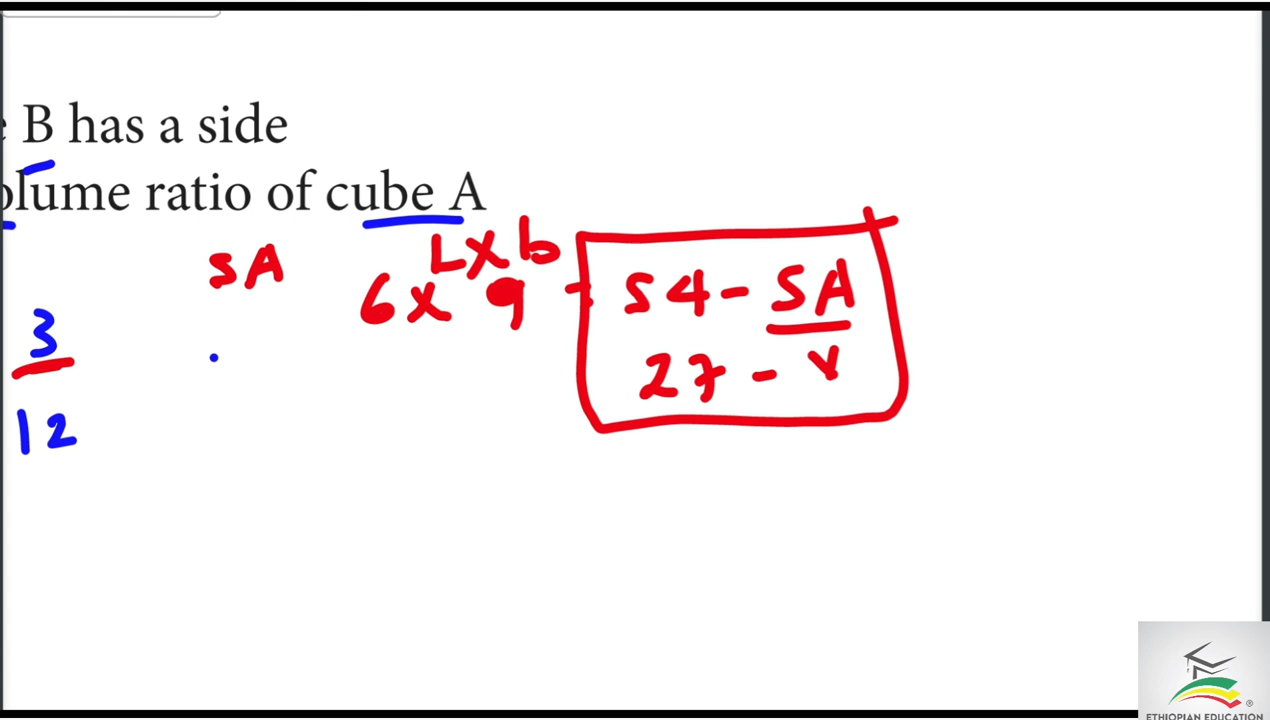 B has a side
olume ratio of cube A
SA
L x b
6 x 9 = 54 - SA
27 - v
3
12
ETHIOPIAN EDUCATION